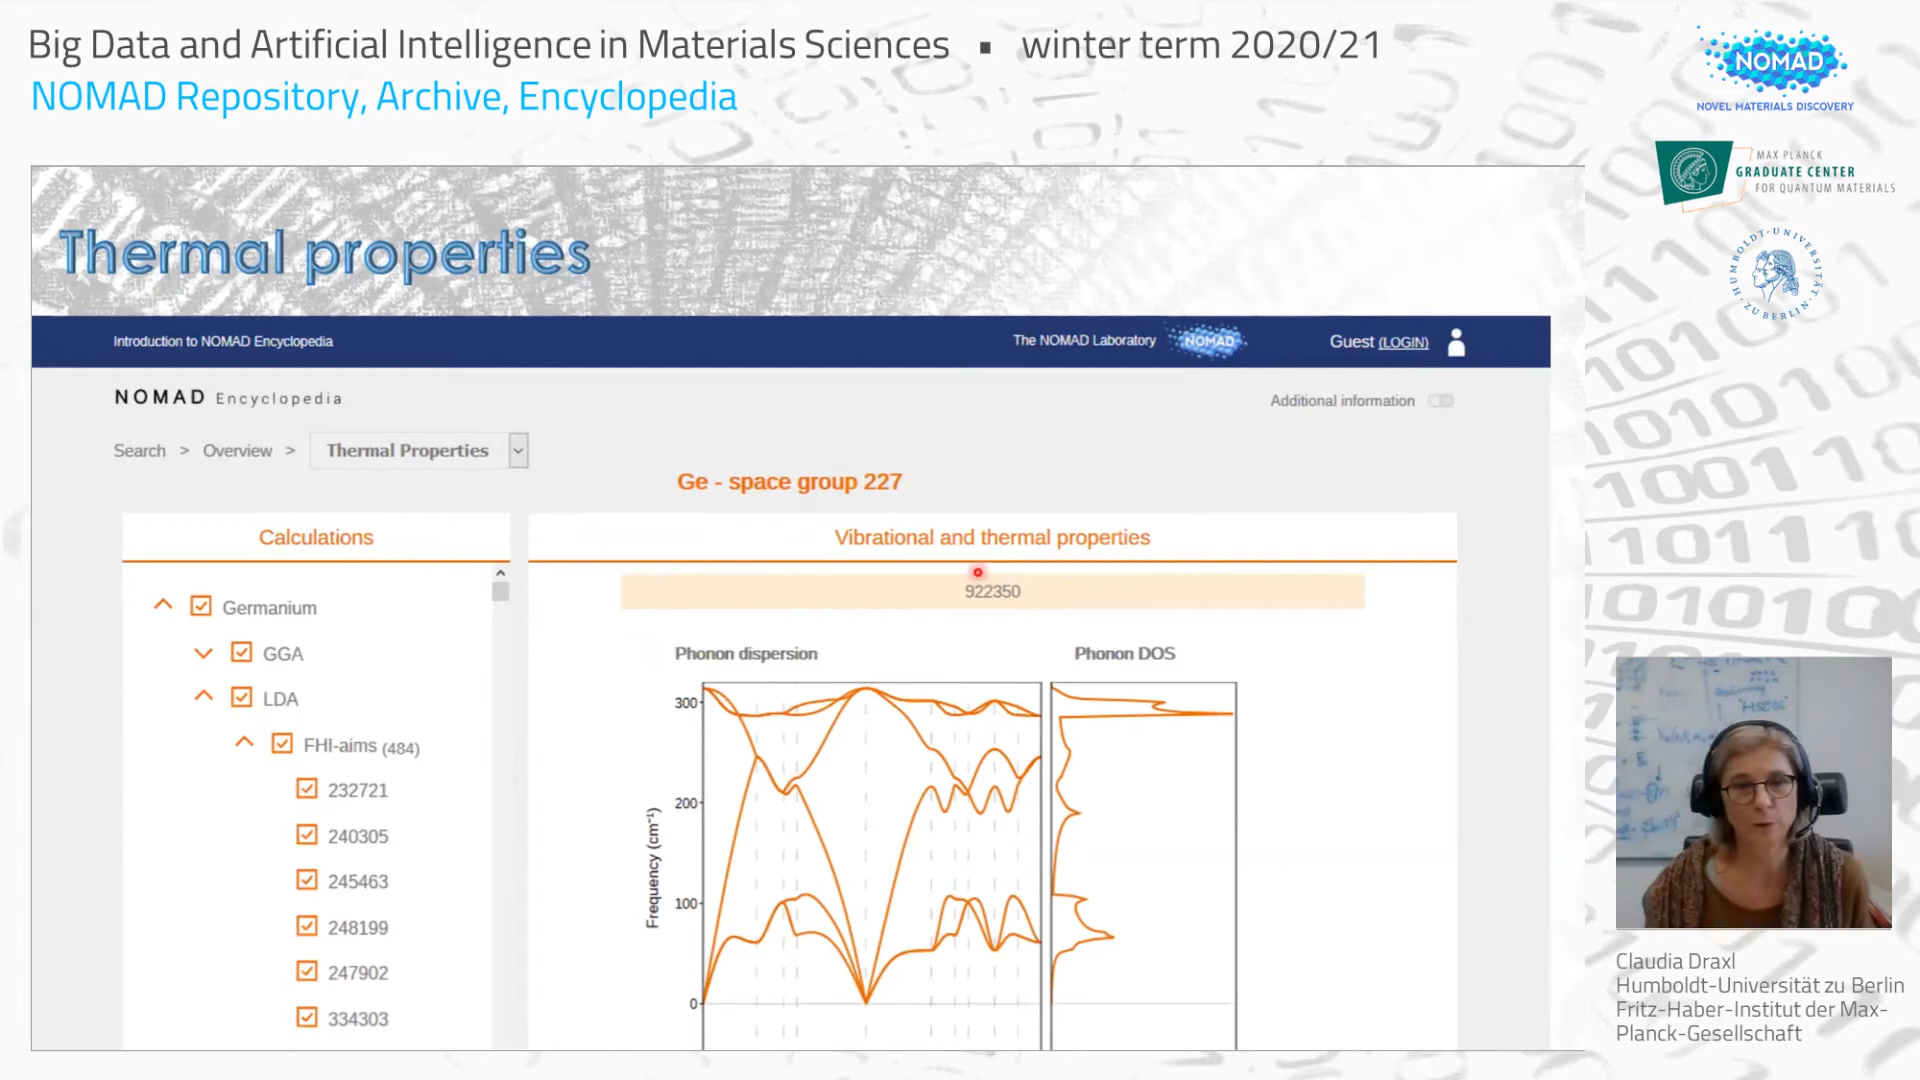 Big Data and Artificial Intelligence in Materials Sciences ▪ winter term 2020/21
NOMAD Repository, Archive, Encyclopedia
NOMAD
NOVEL MATERIALS DISCOVERY
MAX PLANCK
GRADUATE CENTER
FOR QUANTUM MATERIALS
HUMBOLDT-UNIVERSITÄT ZU BERLIN
Thermal properties
Introduction to NOMAD Encyclopedia
The NOMAD Laboratory
NOMAD
Guest (LOGIN)
NOMAD Encyclopedia
Additional information
Search > Overview > Thermal Properties
Ge - space group 227
Calculations
Germanium
GGA
LDA
FHI-aims (484)
232721
240305
245463
248199
247902
334303
Vibrational and thermal properties
922350
Phonon dispersion
Phonon DOS
Frequency (cm⁻¹)
300
200
100
0
Claudia Draxl
Humboldt-Universität zu Berlin
Fritz-Haber-Institut der Max-
Planck-Gesellschaft